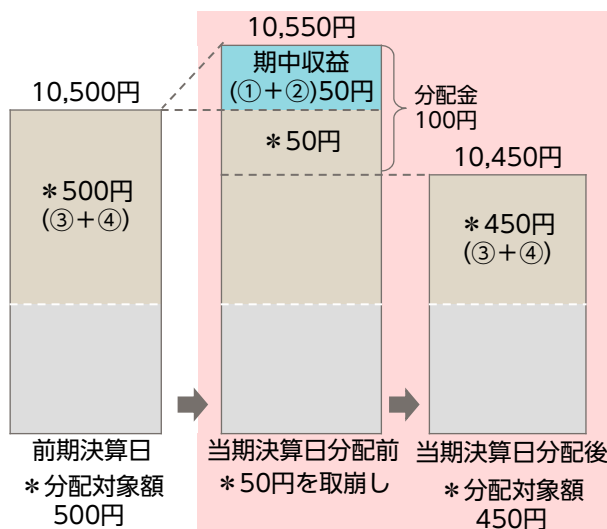 10,500円
＊500円
(③＋④)
前期決算日
＊分配対象額
500円
10,550円
期中収益
(①＋②)50円
＊50円
分配金
100円
当期決算日分配前
＊50円を取崩し
10,450円
＊450円
(③＋④)
当期決算日分配後
＊分配対象額
450円